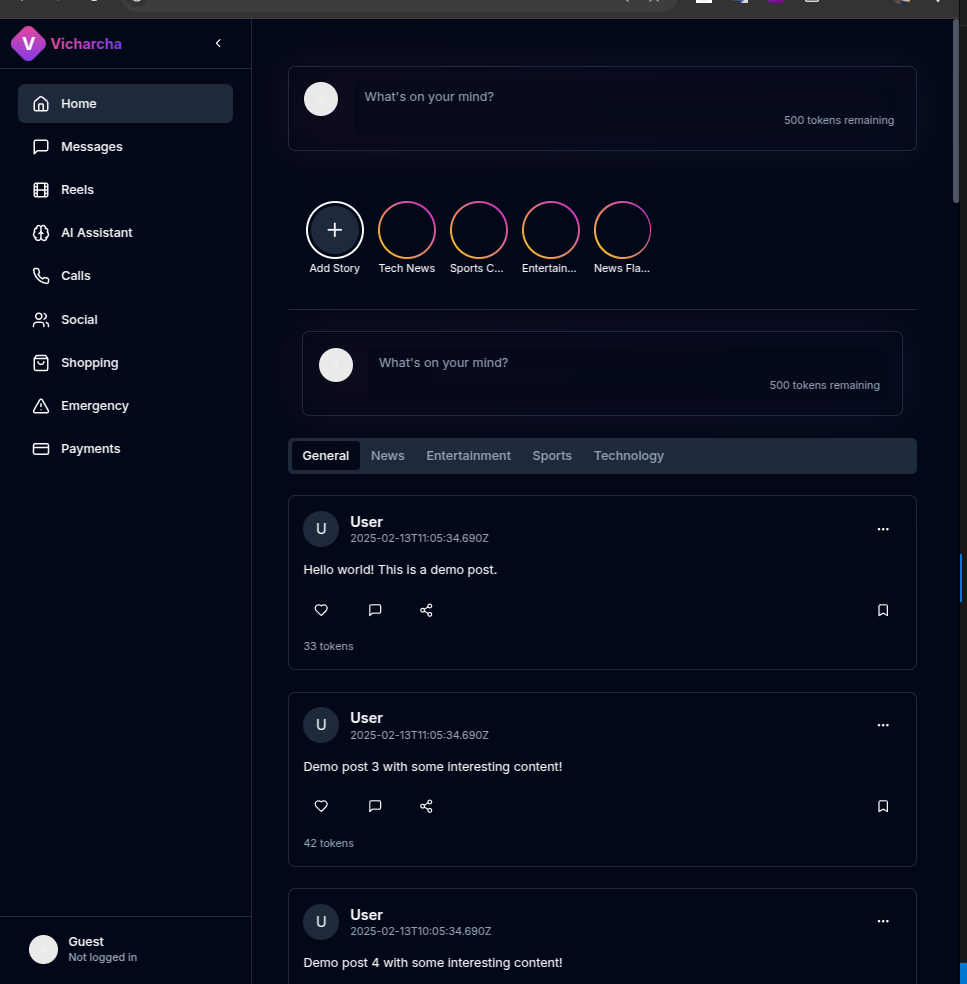 V Vicharcha
Home
Messages
Reels
AI Assistant
Calls
Social
Shopping
Emergency
Payments
Guest
Not logged in
What's on your mind?
500 tokens remaining
Add Story Tech News Sports C... Entertain... News Fla...
What's on your mind?
500 tokens remaining
General News Entertainment Sports Technology
U User
2025-02-13T11:05:34.690Z
Hello world! This is a demo post.
33 tokens
U User
2025-02-13T11:05:34.690Z
Demo post 3 with some interesting content!
42 tokens
U User
2025-02-13T10:05:34.690Z
Demo post 4 with some interesting content!